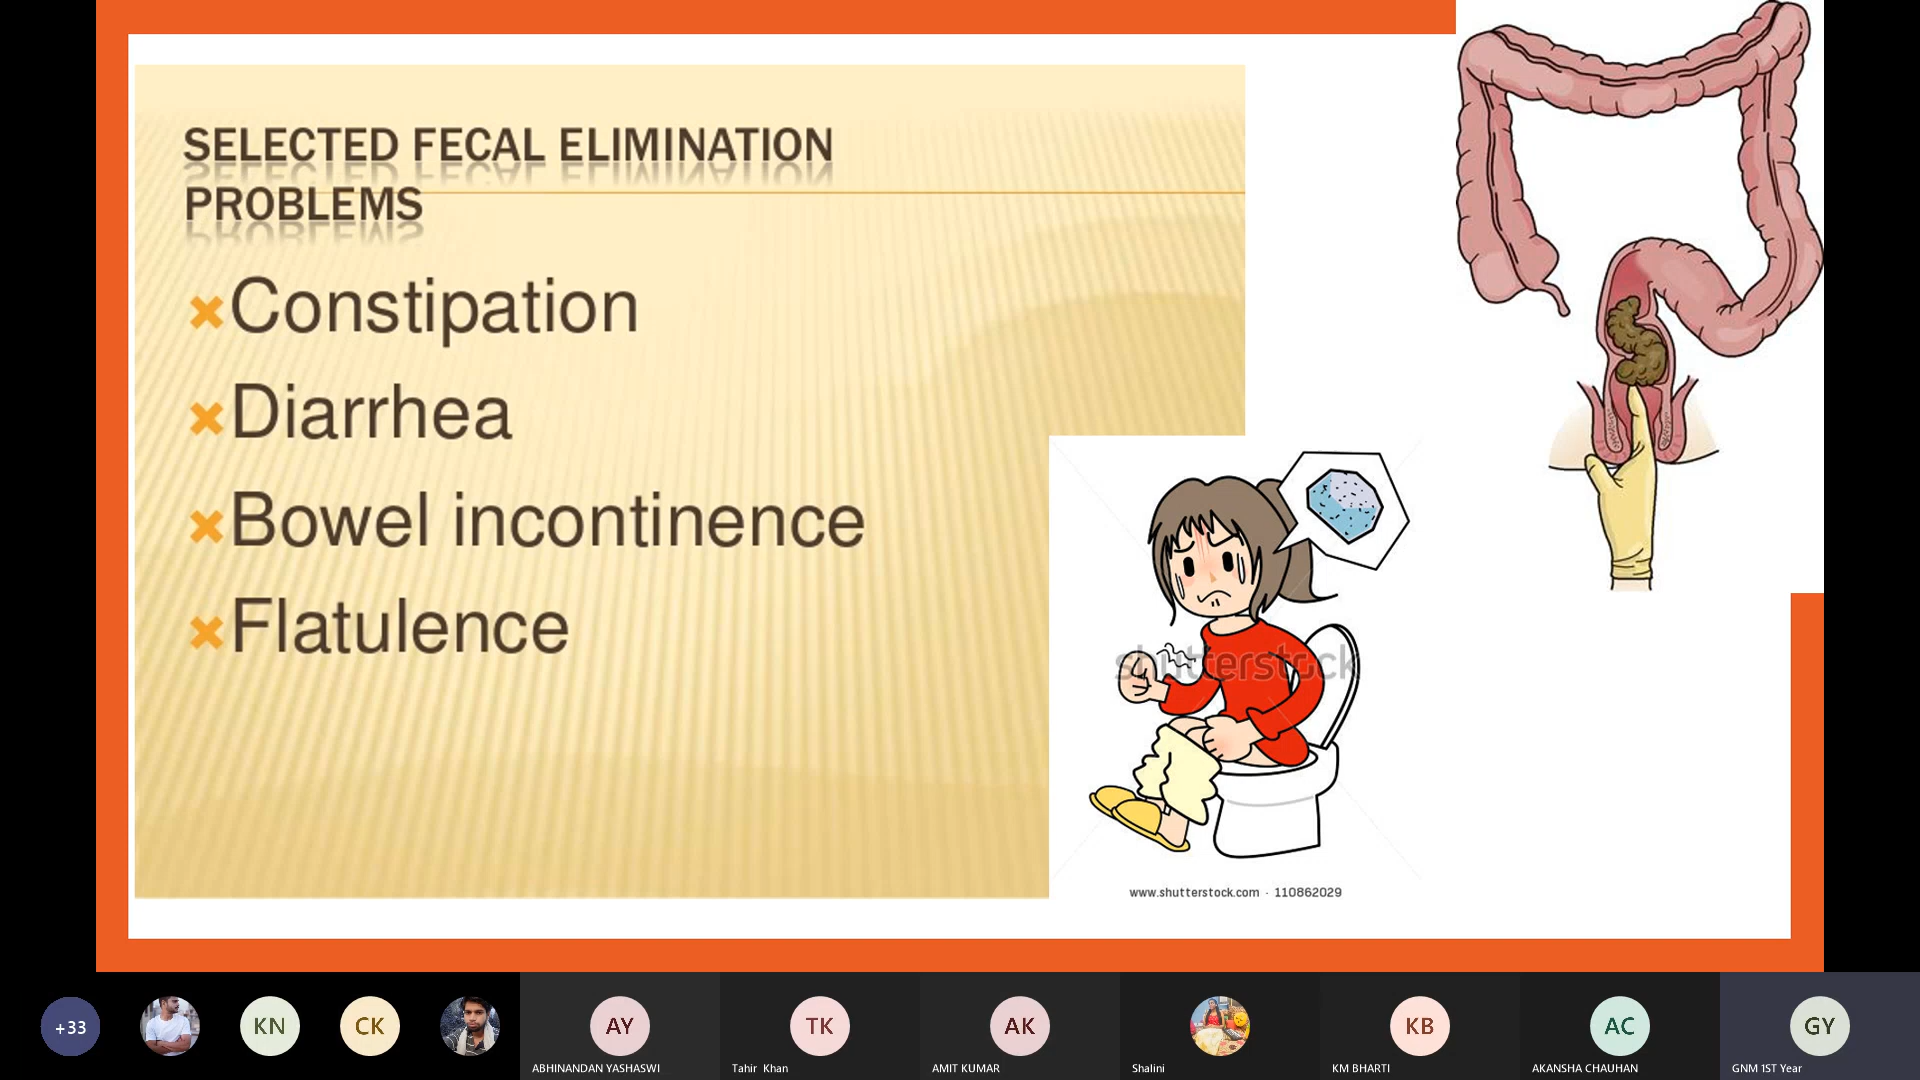 SELECTED FECAL ELIMINATION
PROBLEMS
Constipation
Diarrhea
Bowel incontinence
Flatulence
shutterstock
www.shutterstock.com · 110862029
+33
KN
CK
AY
TK
AK
KB
AC
GY
ABHINANDAN YASHASWI
Tahir Khan
AMIT KUMAR
Shalini
KM BHARTI
AKANSHA CHAUHAN
GNM 1ST Year